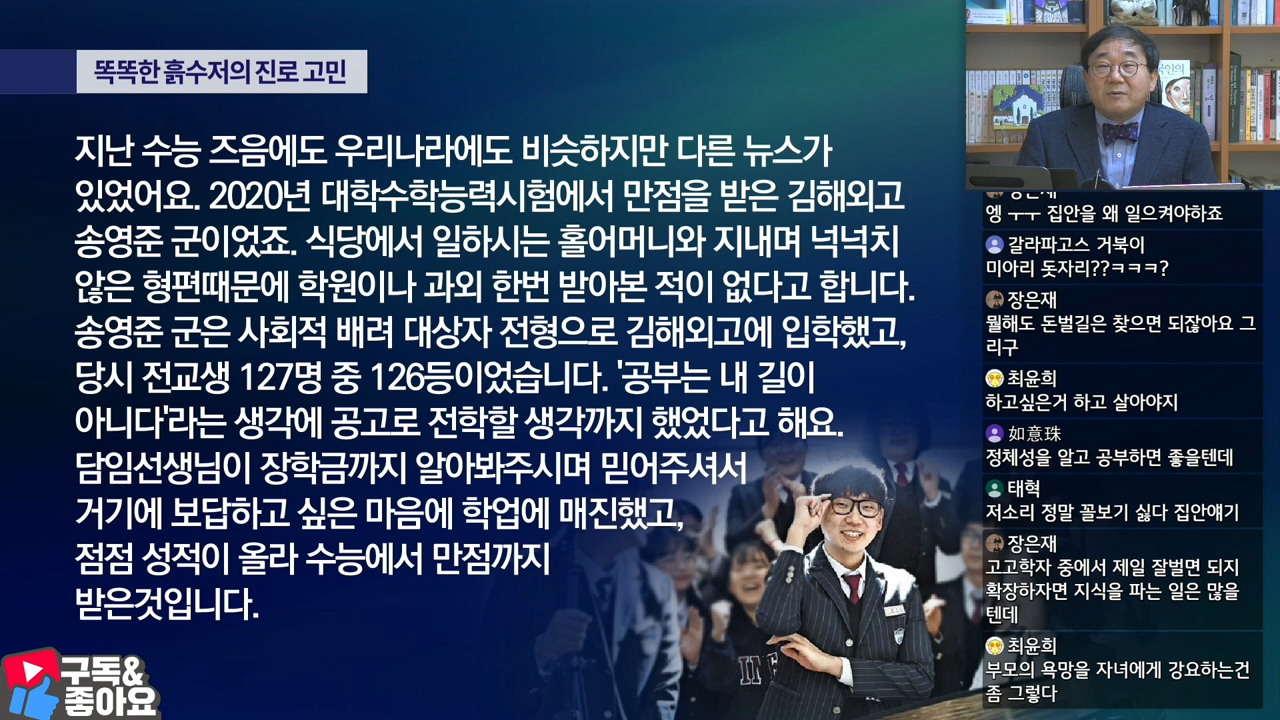 똑똑한 흙수저의 진로 고민
지난 수능 즈음에도 우리나라에도 비슷하지만 다른 뉴스가
있었어요. 2020년 대학수학능력시험에서 만점을 받은 김해외고
송영준 군이었죠. 식당에서 일하시는 홀어머니와 지내며 넉넉치
않은 형편때문에 학원이나 과외 한번 받아본 적이 없다고 합니다.
송영준 군은 사회적 배려 대상자 전형으로 김해외고에 입학했고,
당시 전교생 127명 중 126등이었습니다. '공부는 내 길이
아니다'라는 생각에 공고로 전학할 생각까지 했었다고 해요.
담임선생님이 장학금까지 알아봐주시며 믿어주셔서
거기에 보답하고 싶은 마음에 학업에 매진했고,
점점 성적이 올라 수능에서 만점까지
받은것입니다.
구독&
좋아요
엥 ㅜㅜ 집안을 왜 일으켜야하죠
갈라파고스 거북이
미아리 돗자리??ㅋㅋㅋ?
장은재
뭘해도 돈벌길은 찾으면 되잖아요 그
리구
최윤희
하고싶은거 하고 살아야지
如意珠
정체성을 알고 공부하면 좋을텐데
태혁
저소리 정말 꼴보기 싫다 집안얘기
장은재
고고학자 중에서 제일 잘벌면 되지
확장하자면 지식을 파는 일은 많을
텐데
최윤희
부모의 욕망을 자녀에게 강요하는건
좀 그렇다